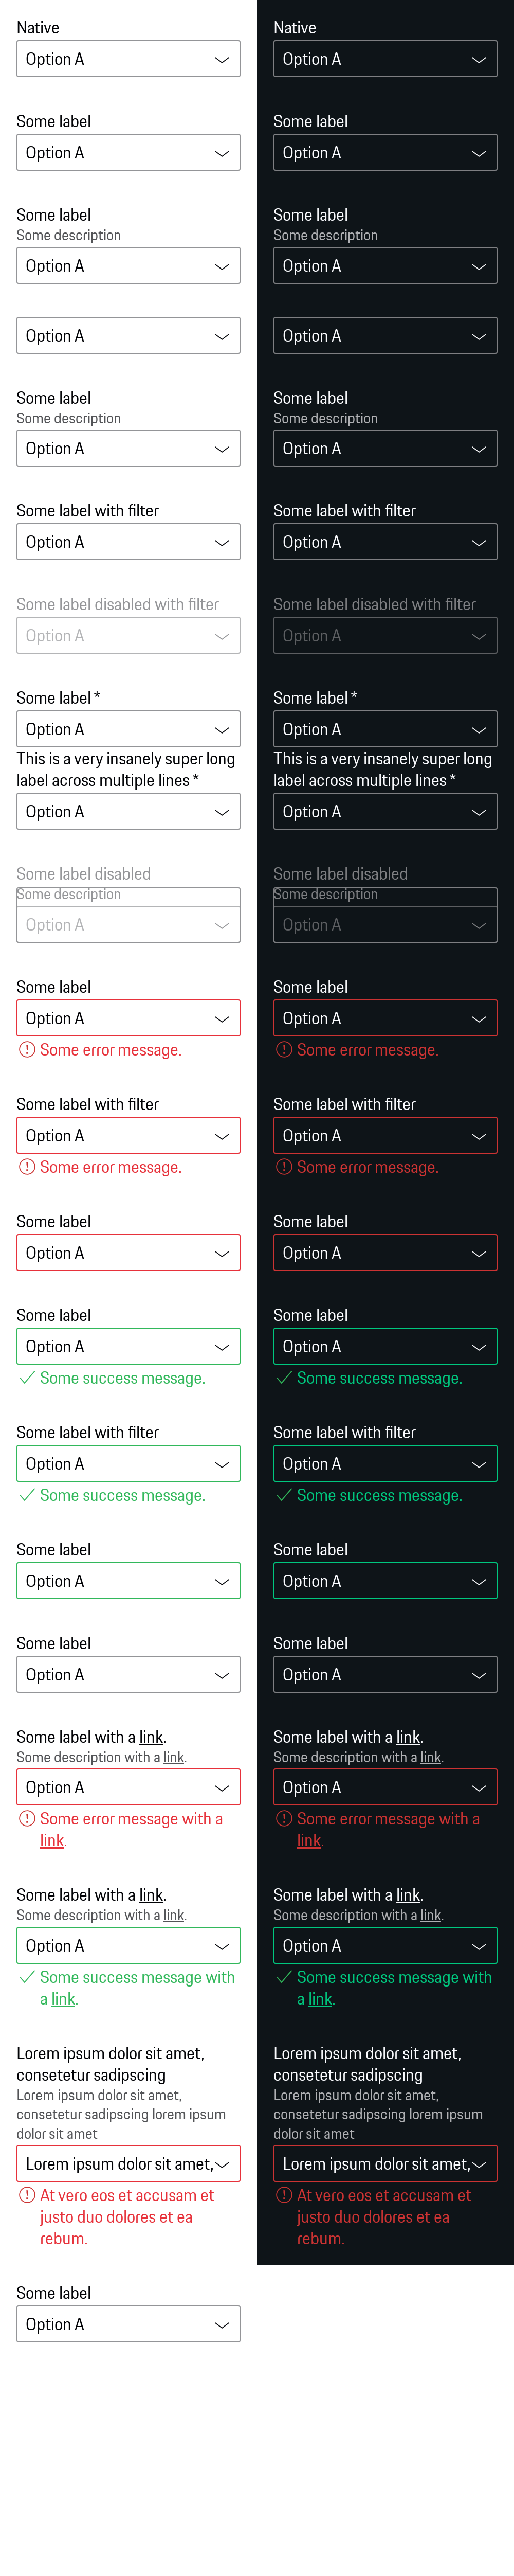 Native
Option A
Some label
Option A
Some label
Some description
Option A
Option A
Some label
Some description
Option A
Some label with filter
Option A
Some label disabled with filter
Option A
Some label *
Option A
This is a very insanely super long
label across multiple lines *
Option A
Some label disabled
Some description
Option A
Some label
Option A
Some error message.
Some label with filter
Option A
Some error message.
Some label
Option A
Some label
Option A
Some success message.
Some label with filter
Option A
Some success message.
Some label
Option A
Some label
Option A
Some label with a link.
Some description with a link.
Option A
Some error message with a
link.
Some label with a link.
Some description with a link.
Option A
Some success message with
a link.
Lorem ipsum dolor sit amet,
consetetur sadipscing
Lorem ipsum dolor sit amet,
consetetur sadipscing lorem ipsum
dolor sit amet
Lorem ipsum dolor sit amet,
At vero eos et accusam et
justo duo dolores et ea
rebum.
Some label
Option A
Native
Option A
Some label
Option A
Some label
Some description
Option A
Option A
Some label
Some description
Option A
Some label with filter
Option A
Some label disabled with filter
Option A
Some label *
Option A
This is a very insanely super long
label across multiple lines *
Option A
Some label disabled
Some description
Option A
Some label
Option A
Some error message.
Some label with filter
Option A
Some error message.
Some label
Option A
Some label
Option A
Some success message.
Some label with filter
Option A
Some success message.
Some label
Option A
Some label
Option A
Some label with a link.
Some description with a link.
Option A
Some error message with a
link.
Some label with a link.
Some description with a link.
Option A
Some success message with
a link.
Lorem ipsum dolor sit amet,
consetetur sadipscing
Lorem ipsum dolor sit amet,
consetetur sadipscing lorem ipsum
dolor sit amet
Lorem ipsum dolor sit amet,
At vero eos et accusam et
justo duo dolores et ea
rebum.